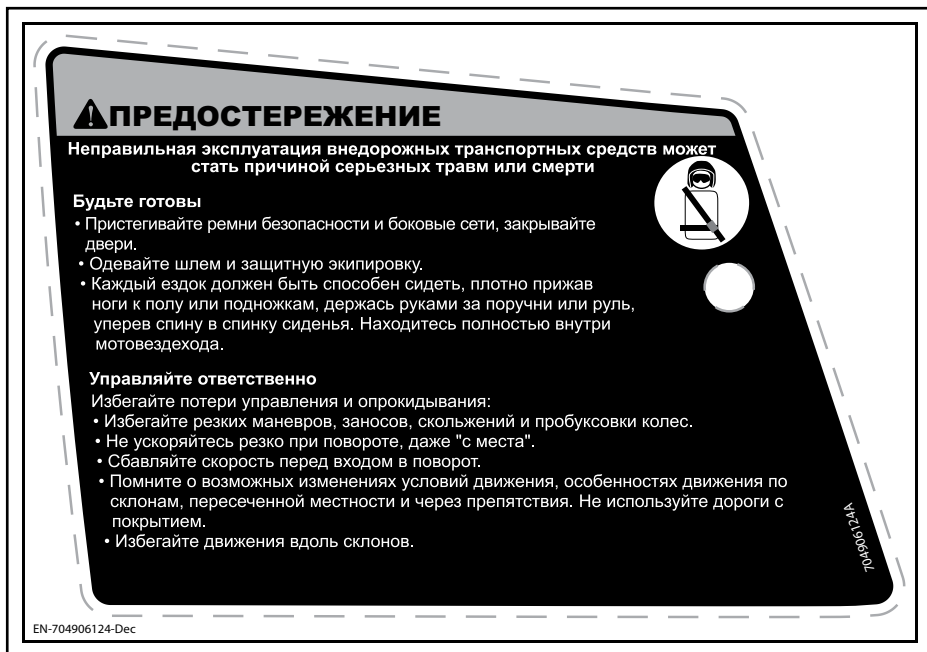 ПРЕДОСТЕРЕЖЕНИЕ
Неправильная эксплуатация внедорожных транспортных средств может
стать причиной серьезных травм или смерти
Будьте готовы
• Пристегивайте ремни безопасности и боковые сети, закрывайте
двери.
• Одевайте шлем и защитную экипировку.
• Каждый ездок должен быть способен сидеть, плотно прижав
ноги к полу или подножкам, держась руками за поручни или руль,
уперев спину в спинку сиденья. Находитесь полностью внутри
мотовездехода.
Управляйте ответственно
Избегайте потери управления и опрокидывания:
• Избегайте резких маневров, заносов, скольжений и пробуксовки колес.
• Не ускоряйтесь резко при повороте, даже "с места".
• Сбавляйте скорость перед входом в поворот.
• Помните о возможных изменениях условий движения, особенностях движения по
склонам, пересеченной местности и через препятствия. Не используйте дороги с
покрытием.
• Избегайте движения вдоль склонов.
704906124A
EN-704906124-Dec